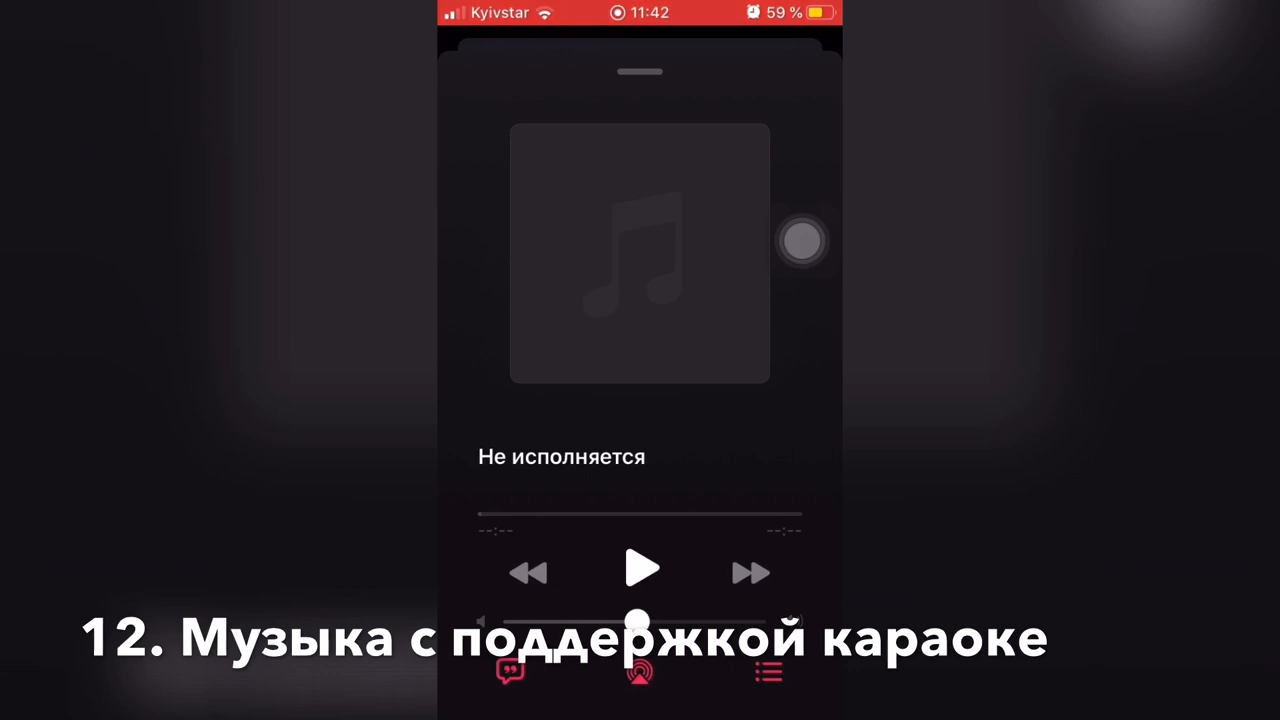 Kyivstar 11:42 59 %
Не исполняется
--:-- --:--
12. Музыка с поддержкой караоке